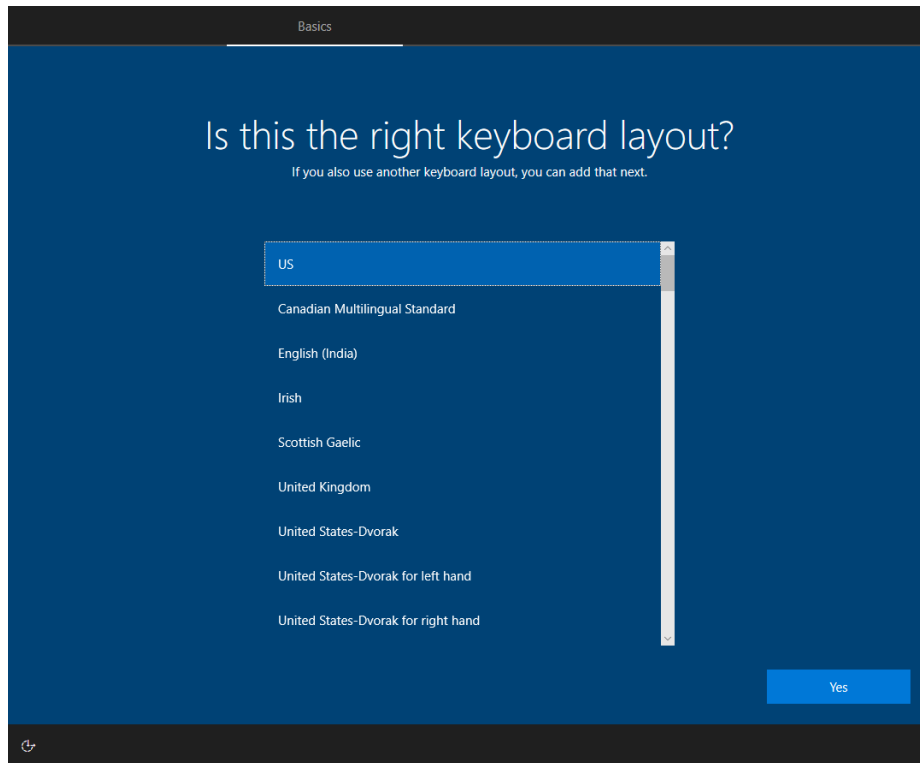 Basics
Is this the right keyboard layout?
If you also use another keyboard layout, you can add that next.
US
Canadian Multilingual Standard
English (India)
Irish
Scottish Gaelic
United Kingdom
United States-Dvorak
United States-Dvorak for left hand
United States-Dvorak for right hand
Yes